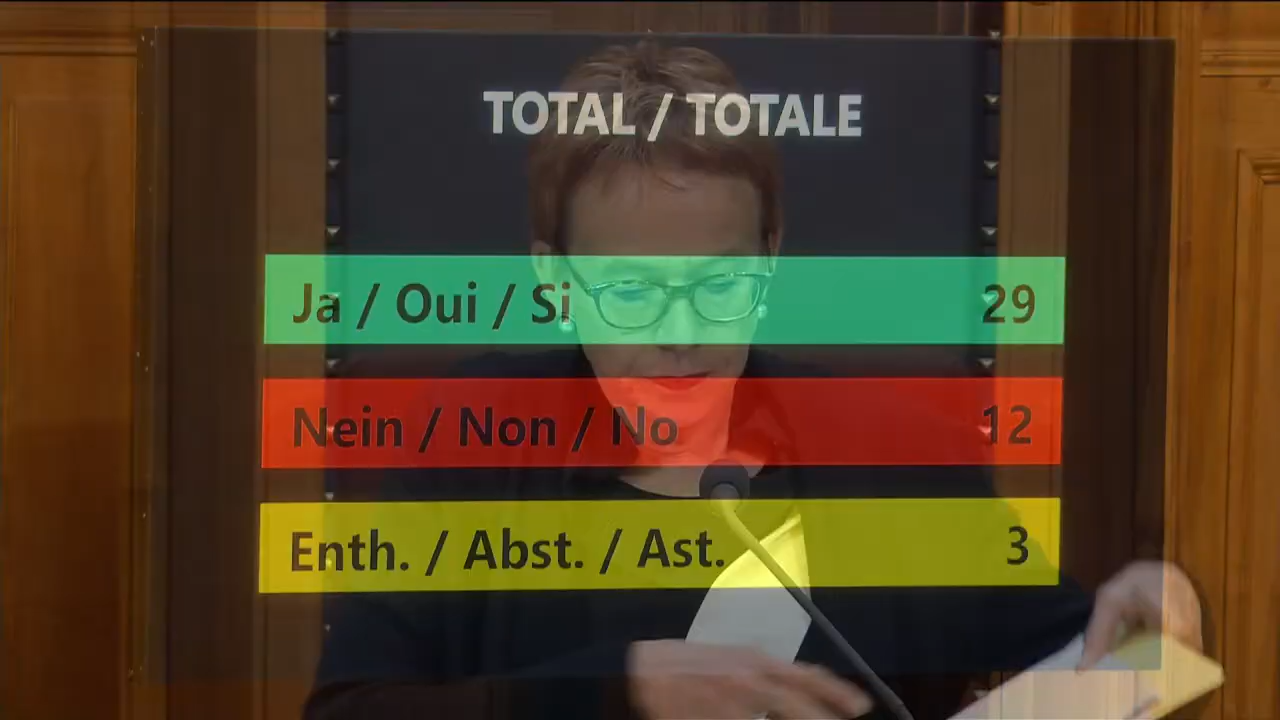 TOTAL / TOTALE
Ja / Oui / Si 29
Nein / Non / No 12
Enth. / Abst. / Ast. 3